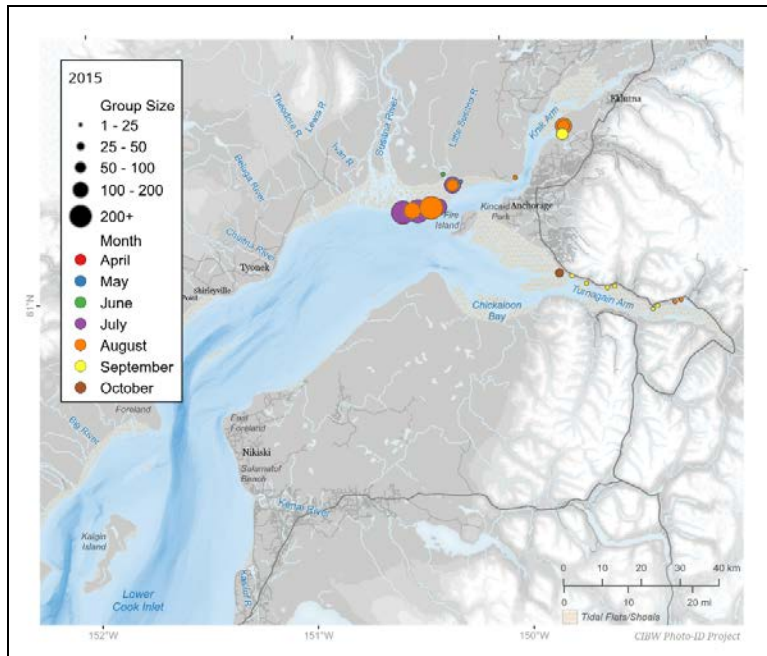 2015
Group Size
1 - 25
25 - 50
50 - 100
100 - 200
200+
Month
April
May
June
July
August
September
October
Beluga River
Theodore R.
Lewis R.
Ivan R.
Susitna River
Little Susitna R.
Knik Arm
Eklutna
Chuitna River
Tyonek
Shirleyville
Point
Fire
Island
Kincaid
Park
Anchorage
Turnagain Arm
Chickaloon
Bay
61°N
Foreland
Big River
East
Foreland
Nikiski
Salamatof
Beach
Kenai River
Kalgin
Island
Kasilof R.
Lower
Cook Inlet
0 10 20 30 40 km
0 10 20 mi
Tidal Flats/Shoals
152°W
151°W
150°W
CIBW Photo-ID Project